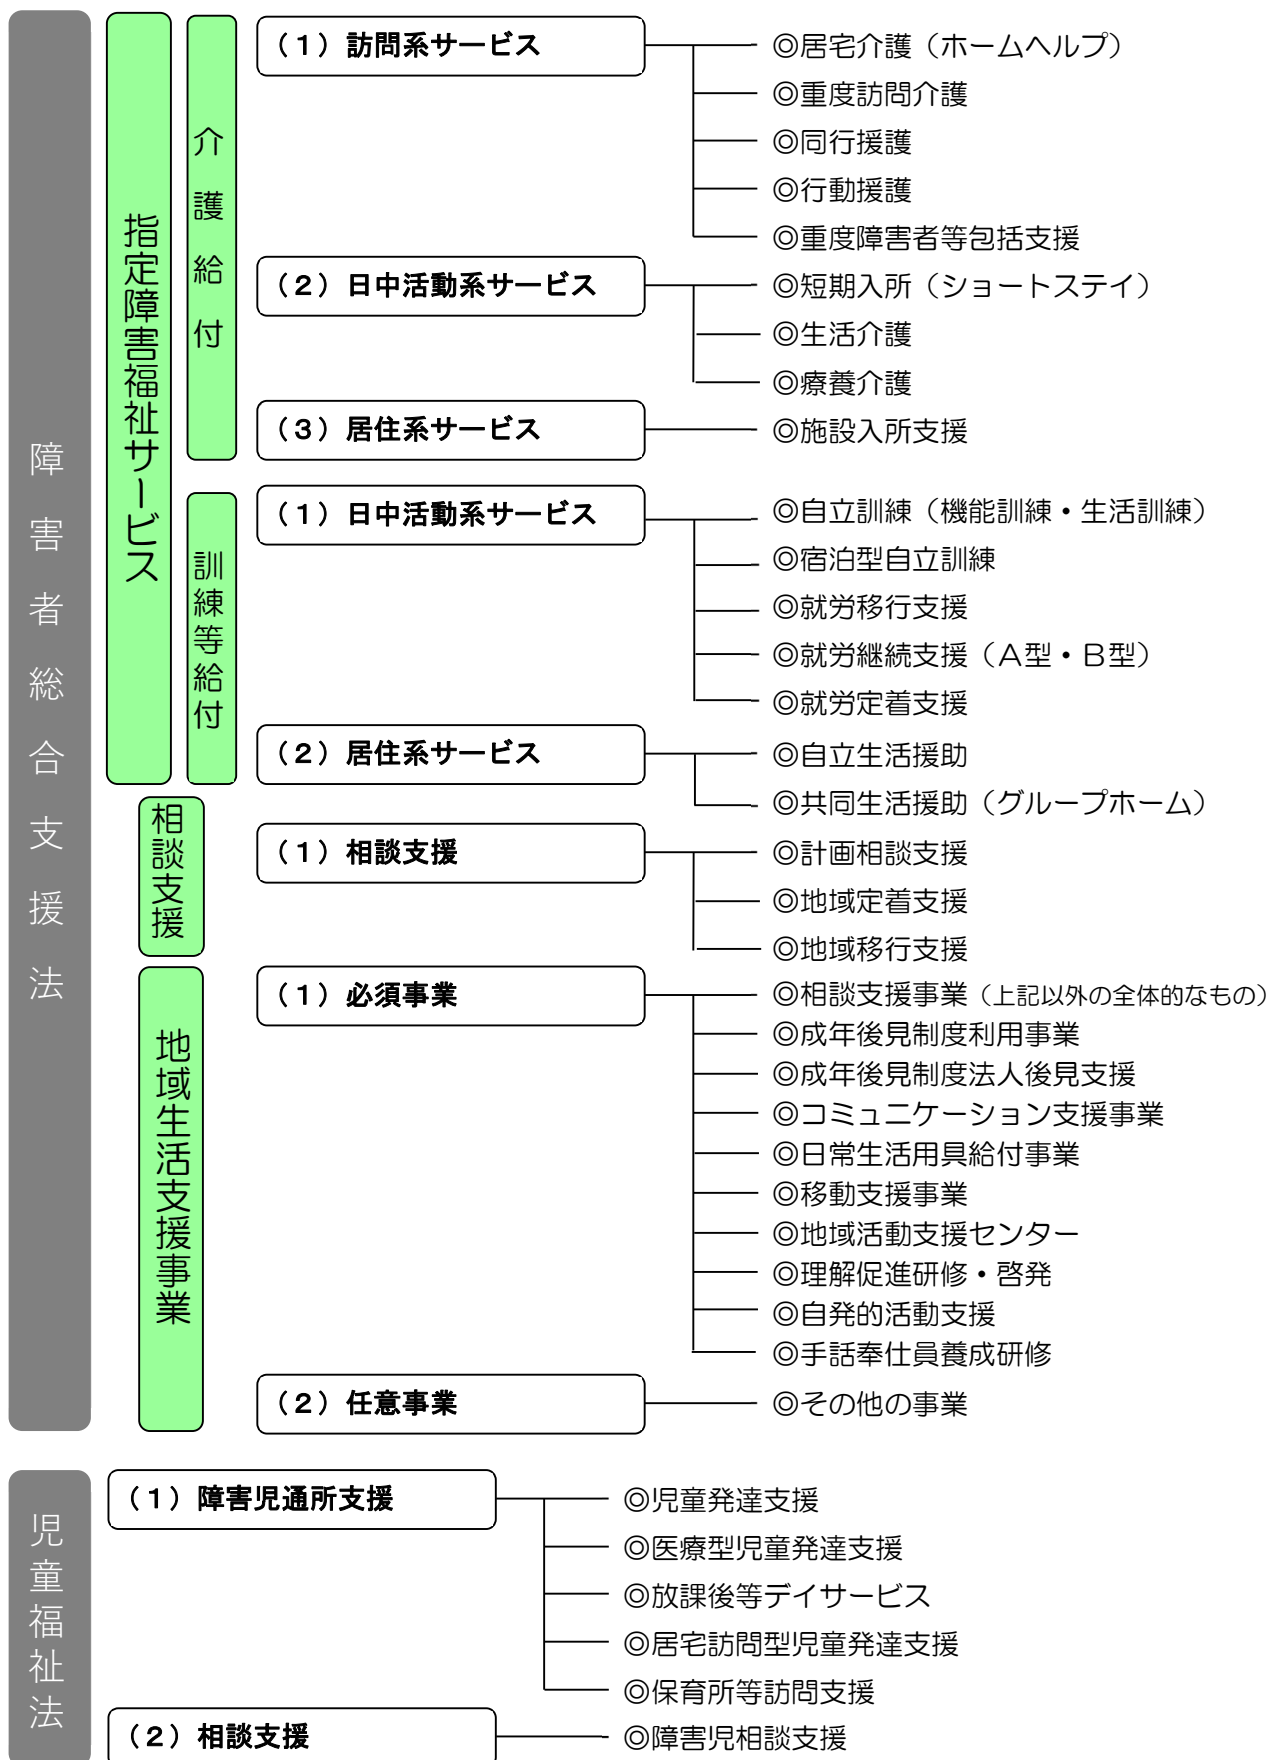 障害者総合支援法
指定障害福祉サービス
介護給付
（１）訪問系サービス
◎居宅介護（ホームヘルプ）
◎重度訪問介護
◎同行援護
◎行動援護
◎重度障害者等包括支援
（２）日中活動系サービス
◎短期入所（ショートステイ）
◎生活介護
◎療養介護
（３）居住系サービス
◎施設入所支援
訓練等給付
（１）日中活動系サービス
◎自立訓練（機能訓練・生活訓練）
◎宿泊型自立訓練
◎就労移行支援
◎就労継続支援（Ａ型・Ｂ型）
◎就労定着支援
（２）居住系サービス
◎自立生活援助
◎共同生活援助（グループホーム）
相談支援
（１）相談支援
◎計画相談支援
◎地域定着支援
◎地域移行支援
地域生活支援事業
（１）必須事業
◎相談支援事業（上記以外の全体的なもの）
◎成年後見制度利用事業
◎成年後見制度法人後見支援
◎コミュニケーション支援事業
◎日常生活用具給付事業
◎移動支援事業
◎地域活動支援センター
◎理解促進研修・啓発
◎自発的活動支援
◎手話奉仕員養成研修
（２）任意事業
◎その他の事業
児童福祉法
（１）障害児通所支援
◎児童発達支援
◎医療型児童発達支援
◎放課後等デイサービス
◎居宅訪問型児童発達支援
◎保育所等訪問支援
（２）相談支援
◎障害児相談支援